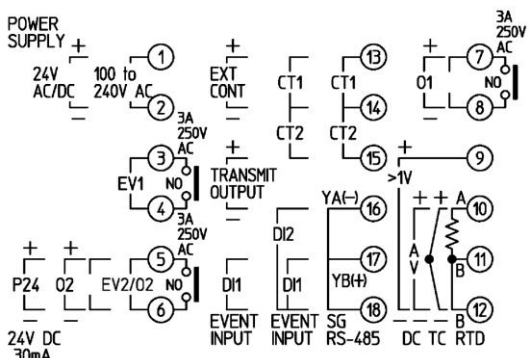 POWER
SUPPLY
24V
AC/DC
100 to
240V AC
+
−
1
2
EXT
CONT
+
−
CT1
CT2
CT1
CT2
13
14
15
+
O1
−
7
8
3A
250V
AC
NO
3
4
EV1
NO
3A
250V
AC
TRANSMIT
OUTPUT
+
−
+
>1V
−
9
P24
+
−
24V DC
30mA
O2
+
−
EV2/O2
5
6
NO
3A
250V
AC
DI1
EVENT
INPUT
DI2
DI1
EVENT
INPUT
YA(−)
YB(+)
SG
RS-485
16
17
18
+
A
V
−
DC
+
−
TC
A
B
B
RTD
10
11
12